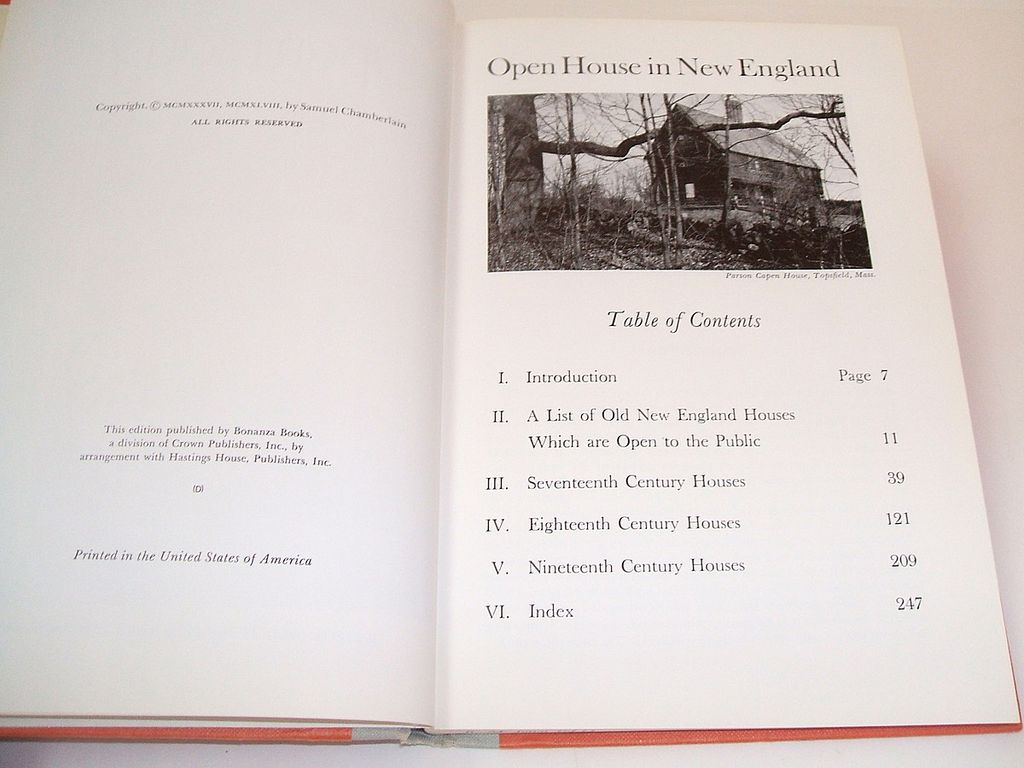 Copyright, © MCMXXXVII, MCMXLVIII, by Samuel Chamberlain
ALL RIGHTS RESERVED
This edition published by Bonanza Books,
a division of Crown Publishers, Inc., by
arrangement with Hastings House, Publishers, Inc.
(D)
Printed in the United States of America
Open House in New England
Parson Capen House, Topsfield, Mass.
Table of Contents
I. Introduction Page 7
II. A List of Old New England Houses
Which are Open to the Public 11
III. Seventeenth Century Houses 39
IV. Eighteenth Century Houses 121
V. Nineteenth Century Houses 209
VI. Index 247